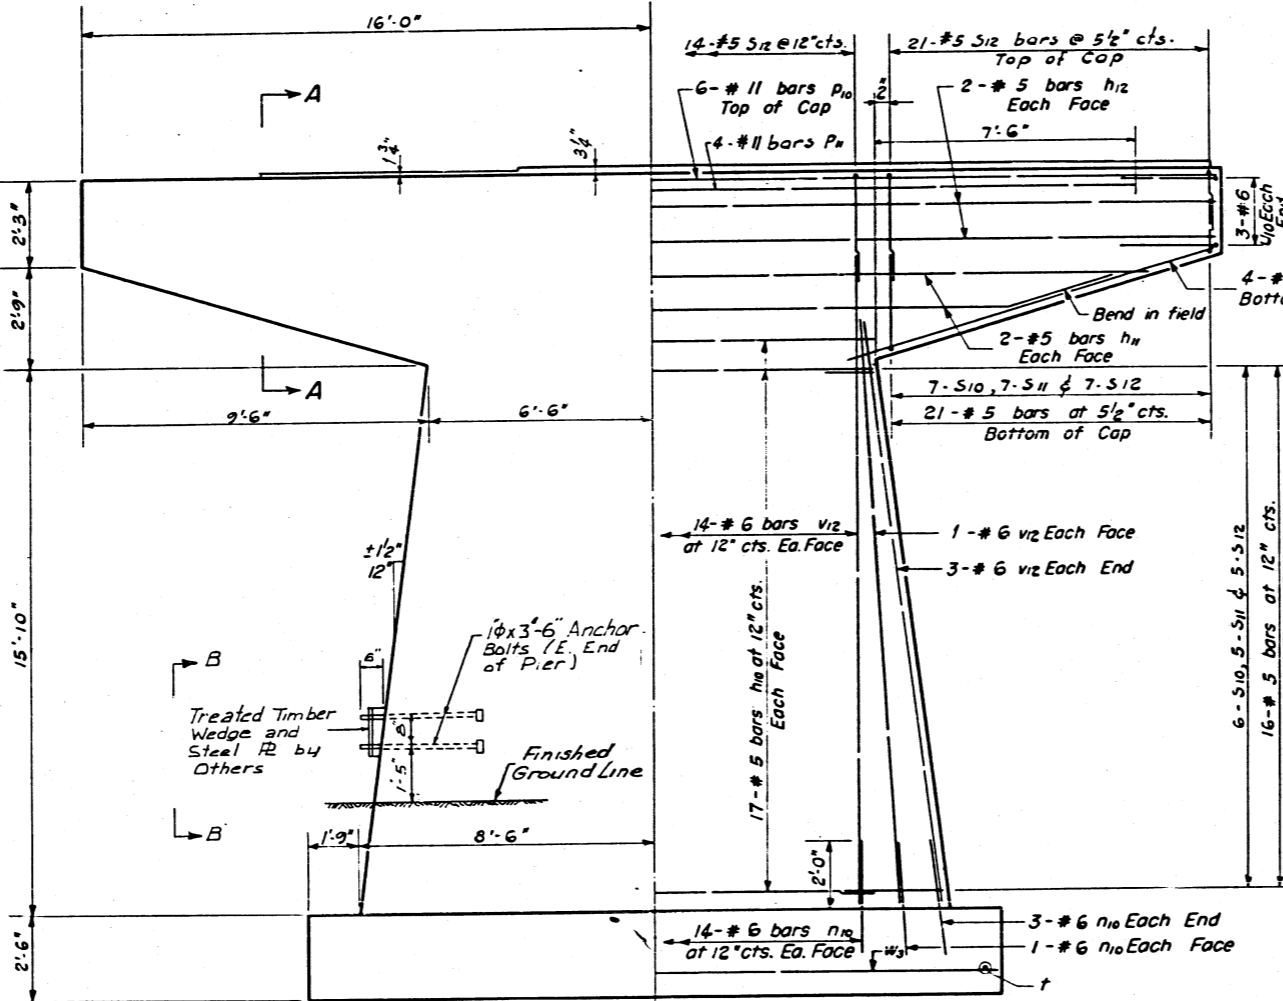 16'-0"
14-#5 S12 @ 12" cts.
21-#5 S12 bars @ 5½" cts.
Top of Cap
6-#11 bars P10
Top of Cap
2"
2-#5 bars h12
Each Face
7'-6"
4-#11 bars P11
A
1¾"
3¼"
2'-3"
3-#6
U10 Each
End
2'-9"
4-#
Bend in field
2-#5 bars h11
Each Face
A
9'-6"
6'-6"
7-S10, 7-S11 & 7-S12
21-#5 bars at 5½" cts.
Bottom of Cap
14-#6 bars V12
at 12" cts. Ea. Face
1-#6 V12 Each Face
3-#6 V12 Each End
±1½"
12"
15'-10"
6-S10, 5-S11 & 5-S12
16-#5 bars at 12" cts.
17-#5 bars h10 at 12" cts.
Each Face
1"φx3'-6" Anchor
Bolts (E. End
of Pier)
B
6"
Treated Timber
Wedge and
Steel PL by
Others
8"
1'-5"
Finished
Ground Line
B
1'-9"
8'-6"
2'-0"
2'-6"
14-#6 bars n10
at 12" cts. Ea. Face
W3
3-#6 n10 Each End
1-#6 n10 Each Face
t